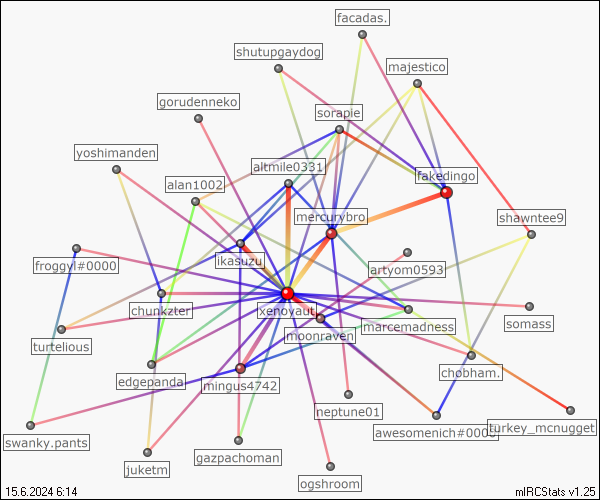 facadas.
shutupgaydog
majestico
gorudenneko
sorapie
yoshimanden
altmile0331
fakedingo
alan1002
mercurybro
shawntee9
likasuzu
froggyl#0000
artyom0593
chunkzter
xenoyaut
somass
moonraven
marcemadness
turtelious
edgepanda
chobham.
mingus4742
neptune01
swanky.pants
awesomenich#0000
turkey_mcnugget
gazpachoman
juketm
ogshroom
15.6.2024 6:14
mIRCStats v1.25